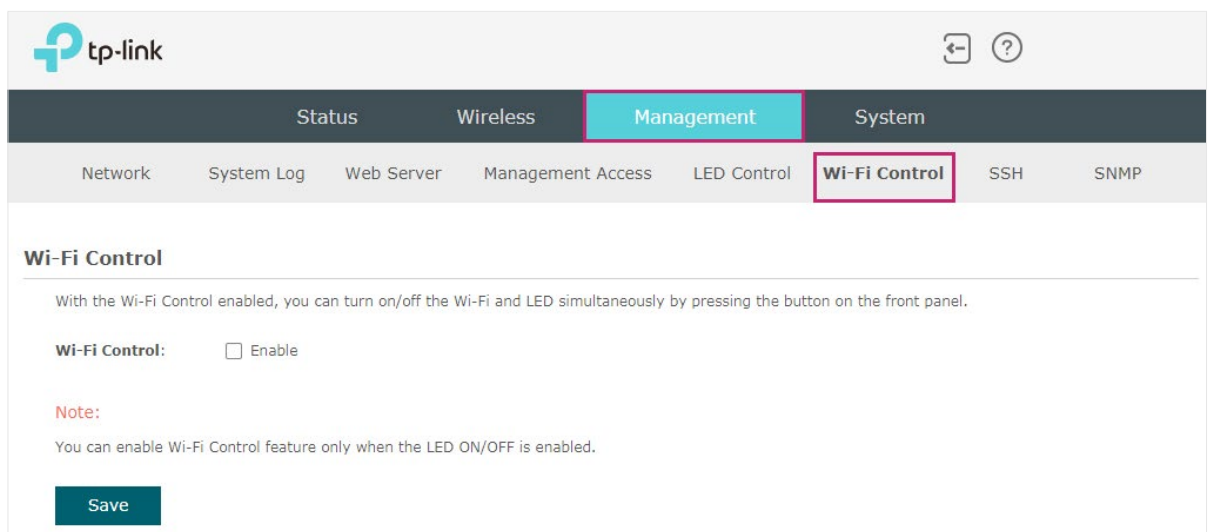 tp-link
Status Wireless Management System
Network System Log Web Server Management Access LED Control Wi-Fi Control SSH SNMP
Wi-Fi Control
With the Wi-Fi Control enabled, you can turn on/off the Wi-Fi and LED simultaneously by pressing the button on the front panel.
Wi-Fi Control: Enable
Note:
You can enable Wi-Fi Control feature only when the LED ON/OFF is enabled.
Save